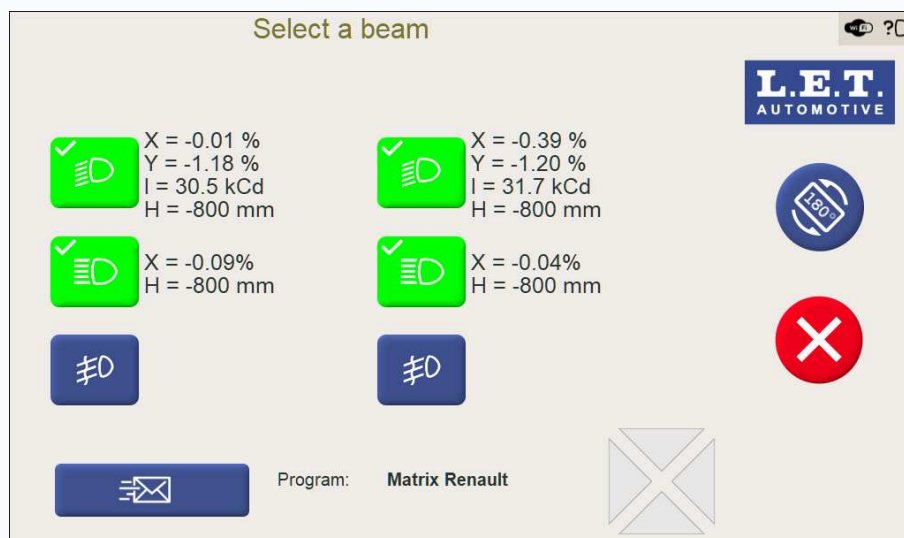 Select a beam
WiFi
?
L.E.T.
AUTOMOTIVE
X = -0.01 %
Y = -1.18 %
I = 30.5 kCd
H = -800 mm
X = -0.39 %
Y = -1.20 %
I = 31.7 kCd
H = -800 mm
180°
X = -0.09%
H = -800 mm
X = -0.04%
H = -800 mm
Program: Matrix Renault